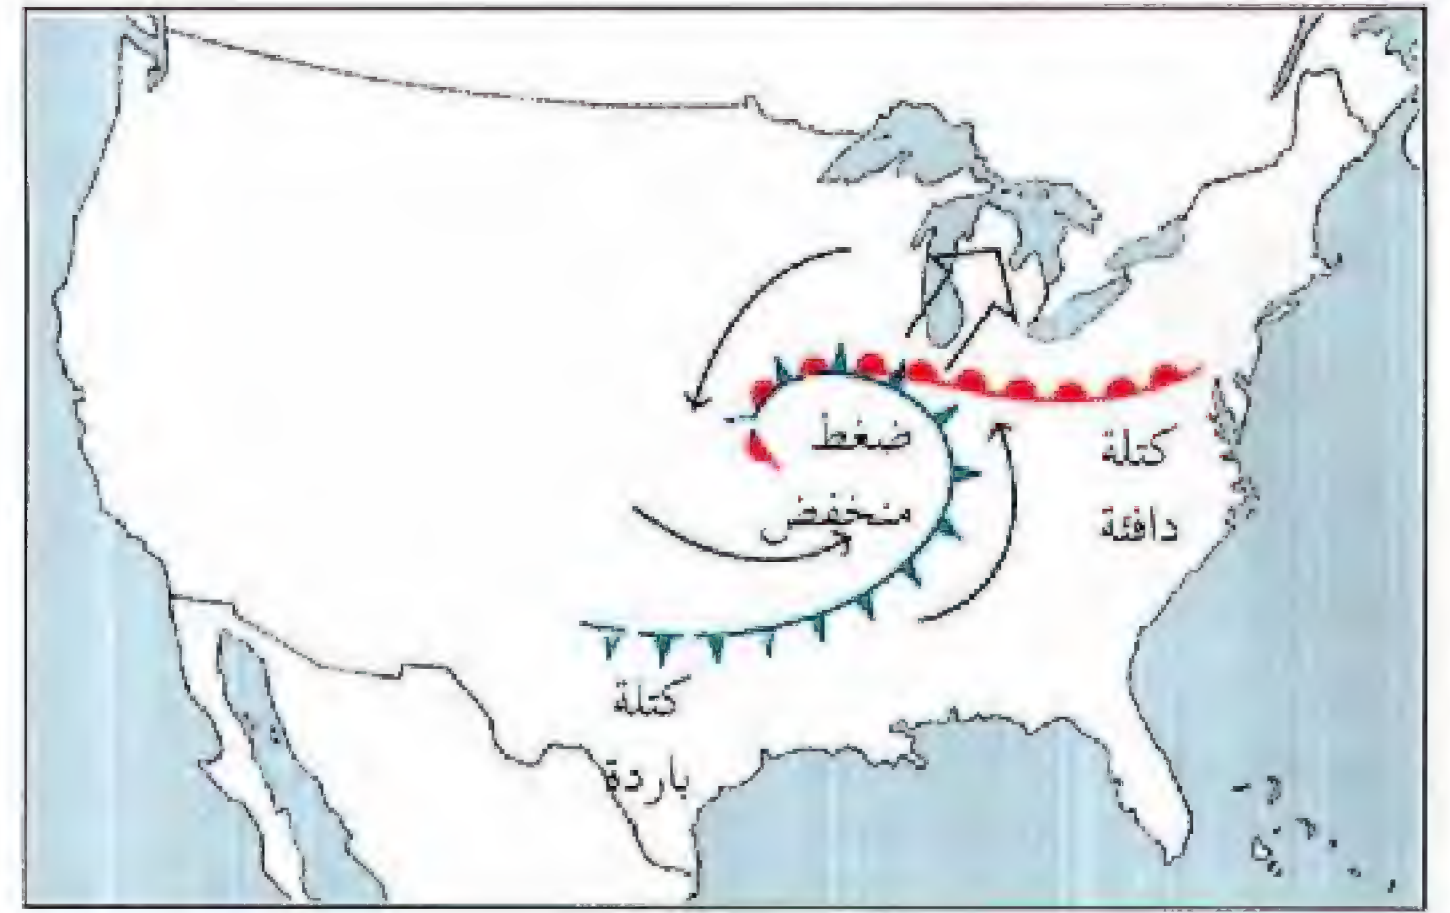 ضغط
منخفض
كتلة
دافئة
كتلة
باردة